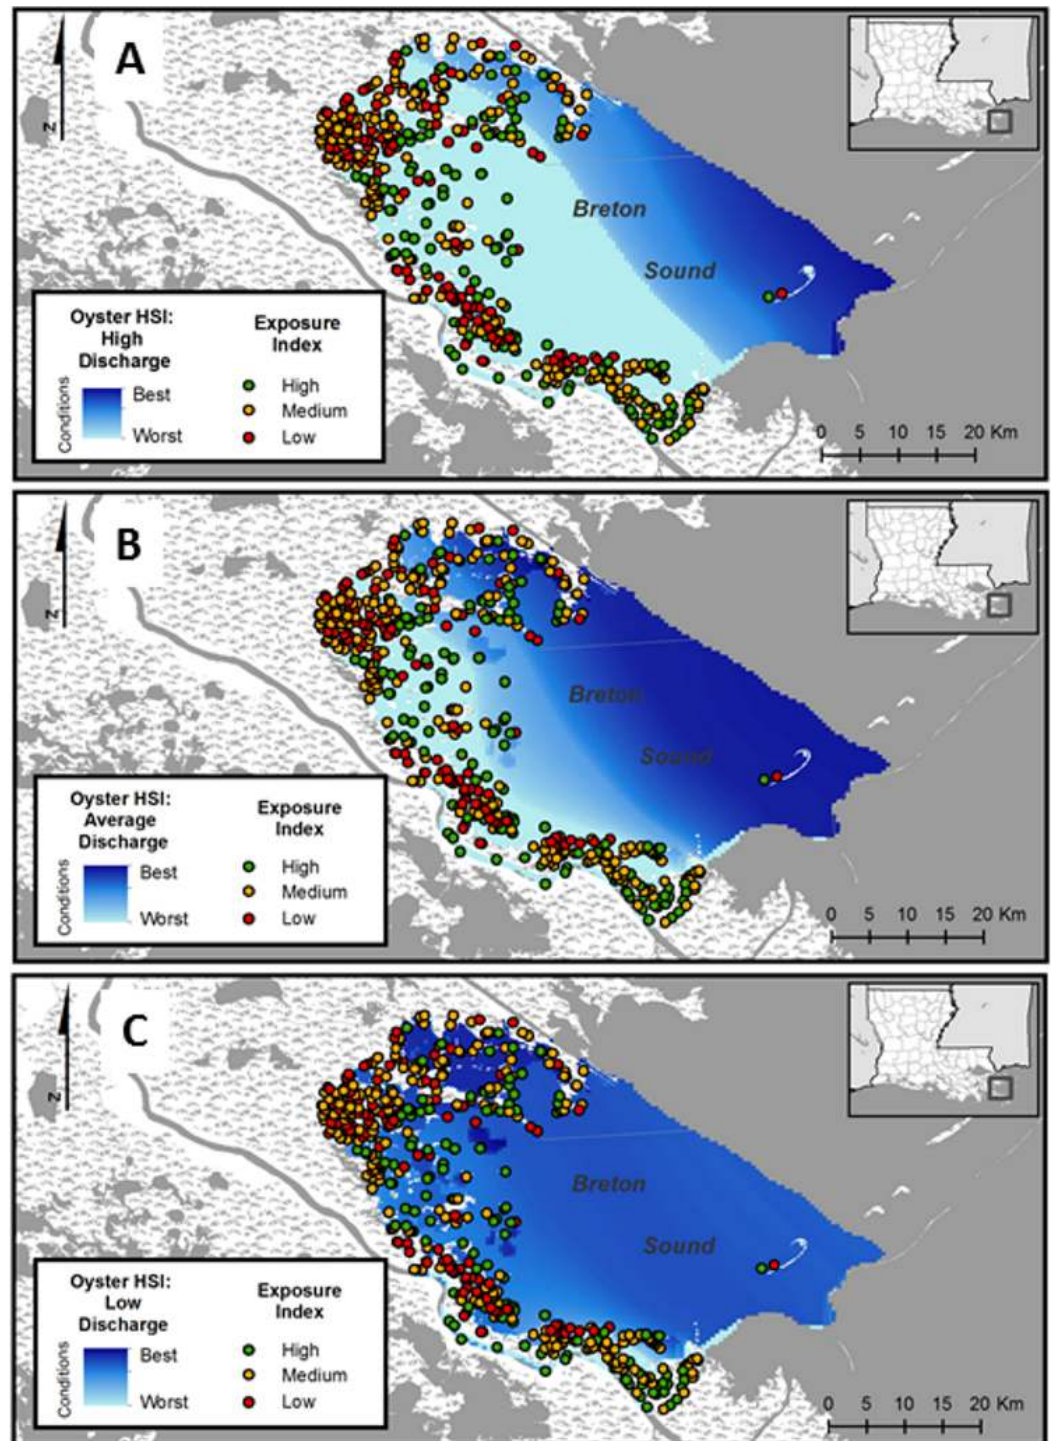 A
N
Breton
Sound
Oyster HSI:
High
Discharge
Exposure
Index
Conditions
Best
Worst
High
Medium
Low
0 5 10 15 20 Km
B
N
Breton
Sound
Oyster HSI:
Average
Discharge
Exposure
Index
Conditions
Best
Worst
High
Medium
Low
0 5 10 15 20 Km
C
N
Breton
Sound
Oyster HSI:
Low
Discharge
Exposure
Index
Conditions
Best
Worst
High
Medium
Low
0 5 10 15 20 Km